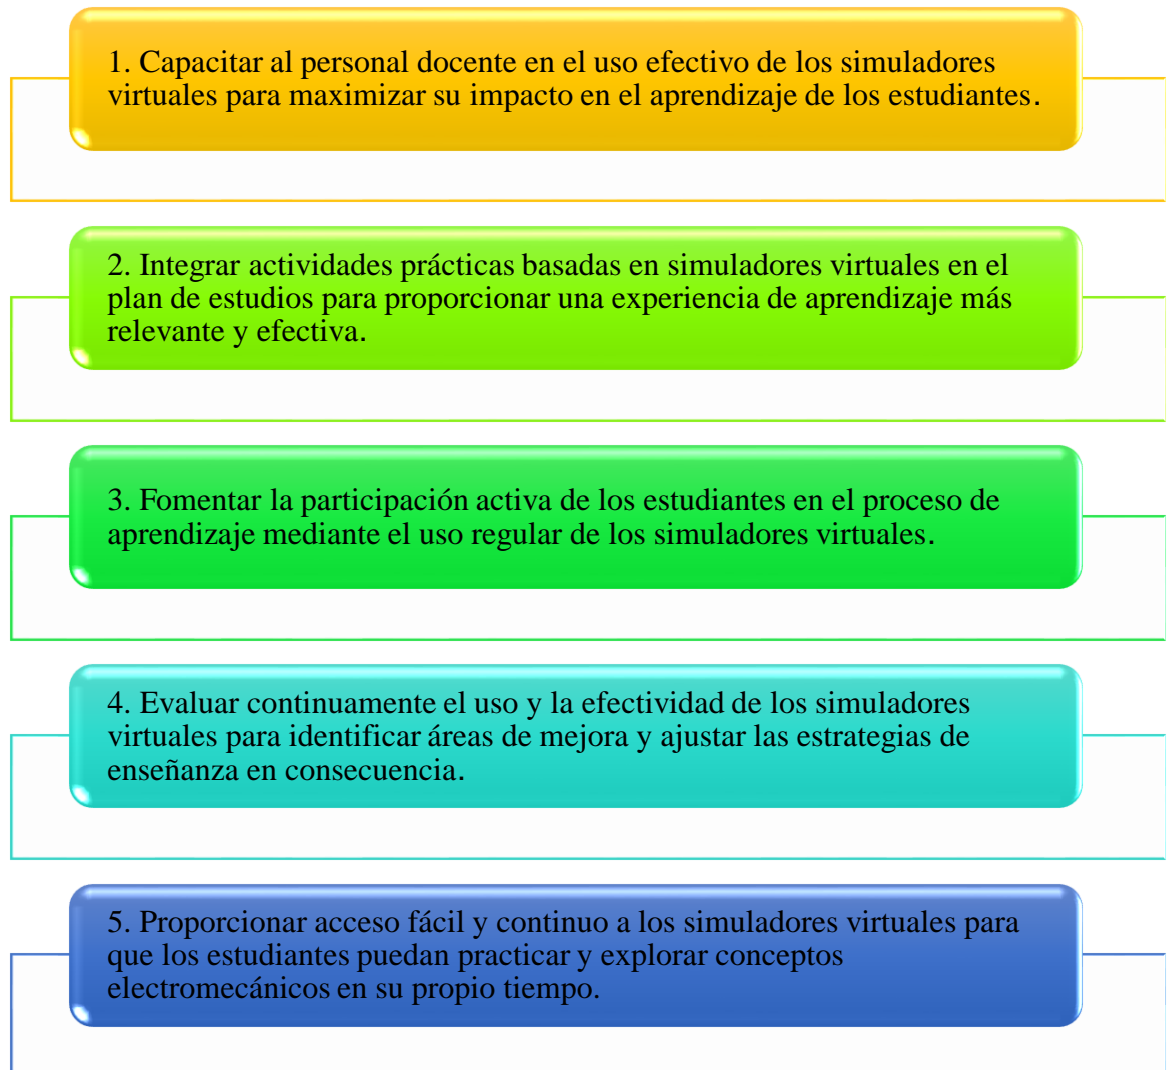 1. Capacitar al personal docente en el uso efectivo de los simuladores
virtuales para maximizar su impacto en el aprendizaje de los estudiantes.
2. Integrar actividades prácticas basadas en simuladores virtuales en el
plan de estudios para proporcionar una experiencia de aprendizaje más
relevante y efectiva.
3. Fomentar la participación activa de los estudiantes en el proceso de
aprendizaje mediante el uso regular de los simuladores virtuales.
4. Evaluar continuamente el uso y la efectividad de los simuladores
virtuales para identificar áreas de mejora y ajustar las estrategias de
enseñanza en consecuencia.
5. Proporcionar acceso fácil y continuo a los simuladores virtuales para
que los estudiantes puedan practicar y explorar conceptos
electromecánicos en su propio tiempo.